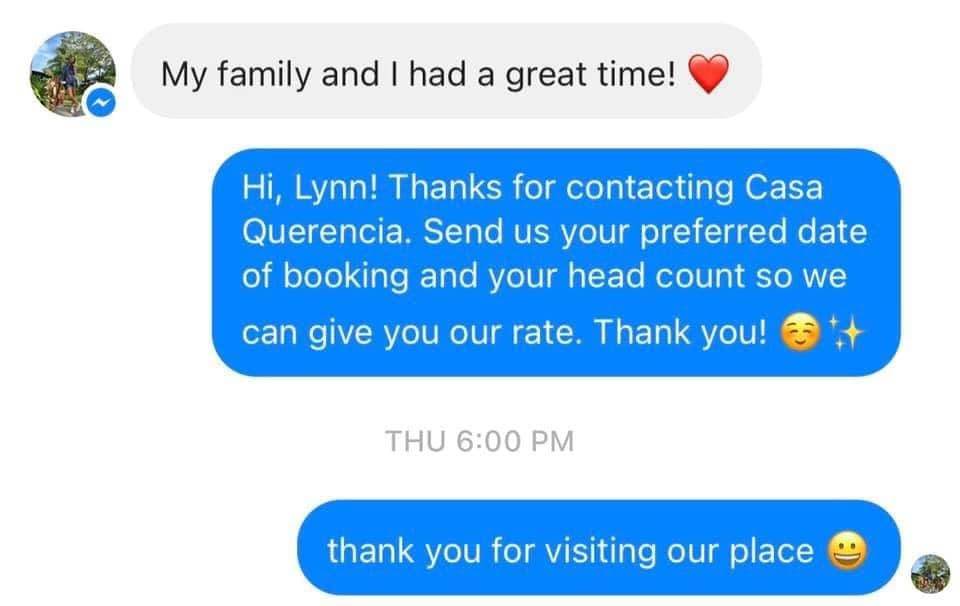 My family and I had a great time! ❤️
Hi, Lynn! Thanks for contacting Casa
Querencia. Send us your preferred date
of booking and your head count so we
can give you our rate. Thank you! ☺️✨
THU 6:00 PM
thank you for visiting our place 😀